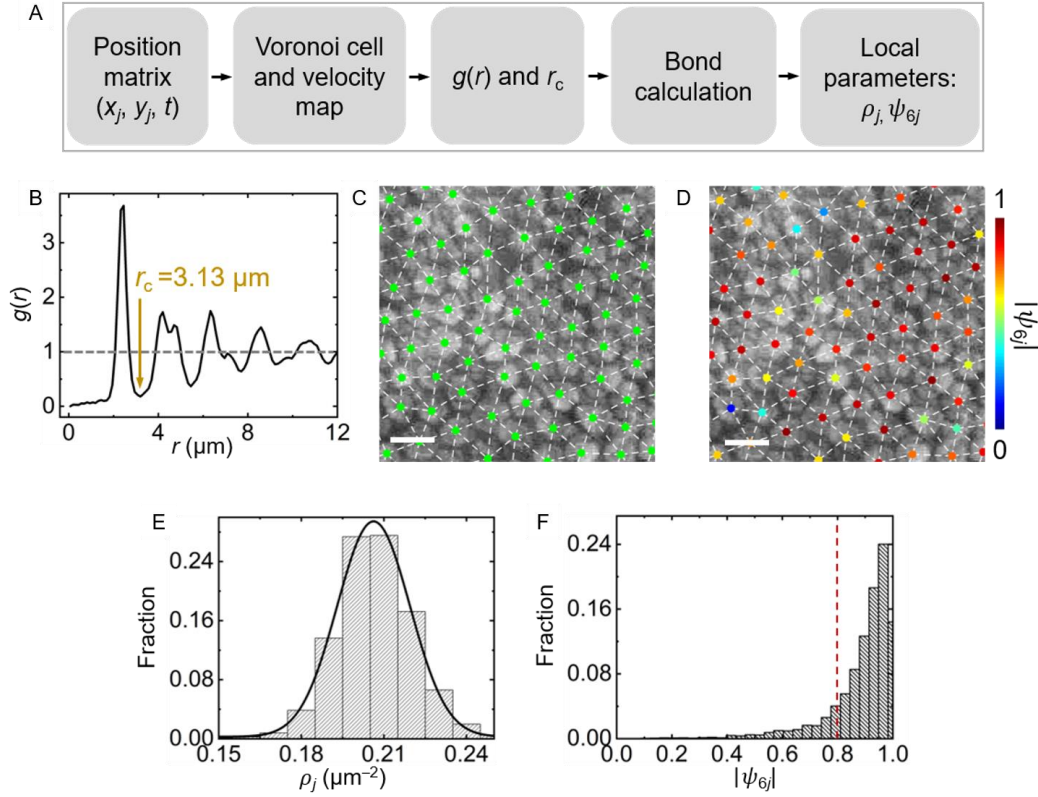 A
Position
matrix
(xⱼ, yⱼ, t)
Voronoi cell
and velocity
map
g(r) and r_c
Bond
calculation
Local
parameters:
ρⱼ, ψ₆ⱼ
B
g(r)
3
2
1
0
r_c =3.13 μm
0
4
8
12
r (μm)
C
D
1
0
|ψ₆ⱼ|
E
Fraction
0.24
0.16
0.08
0.00
0.15
0.18
0.21
0.24
ρⱼ (μm⁻²)
F
Fraction
0.24
0.16
0.08
0.00
0.0
0.2
0.4
0.6
0.8
1.0
|ψ₆ⱼ|